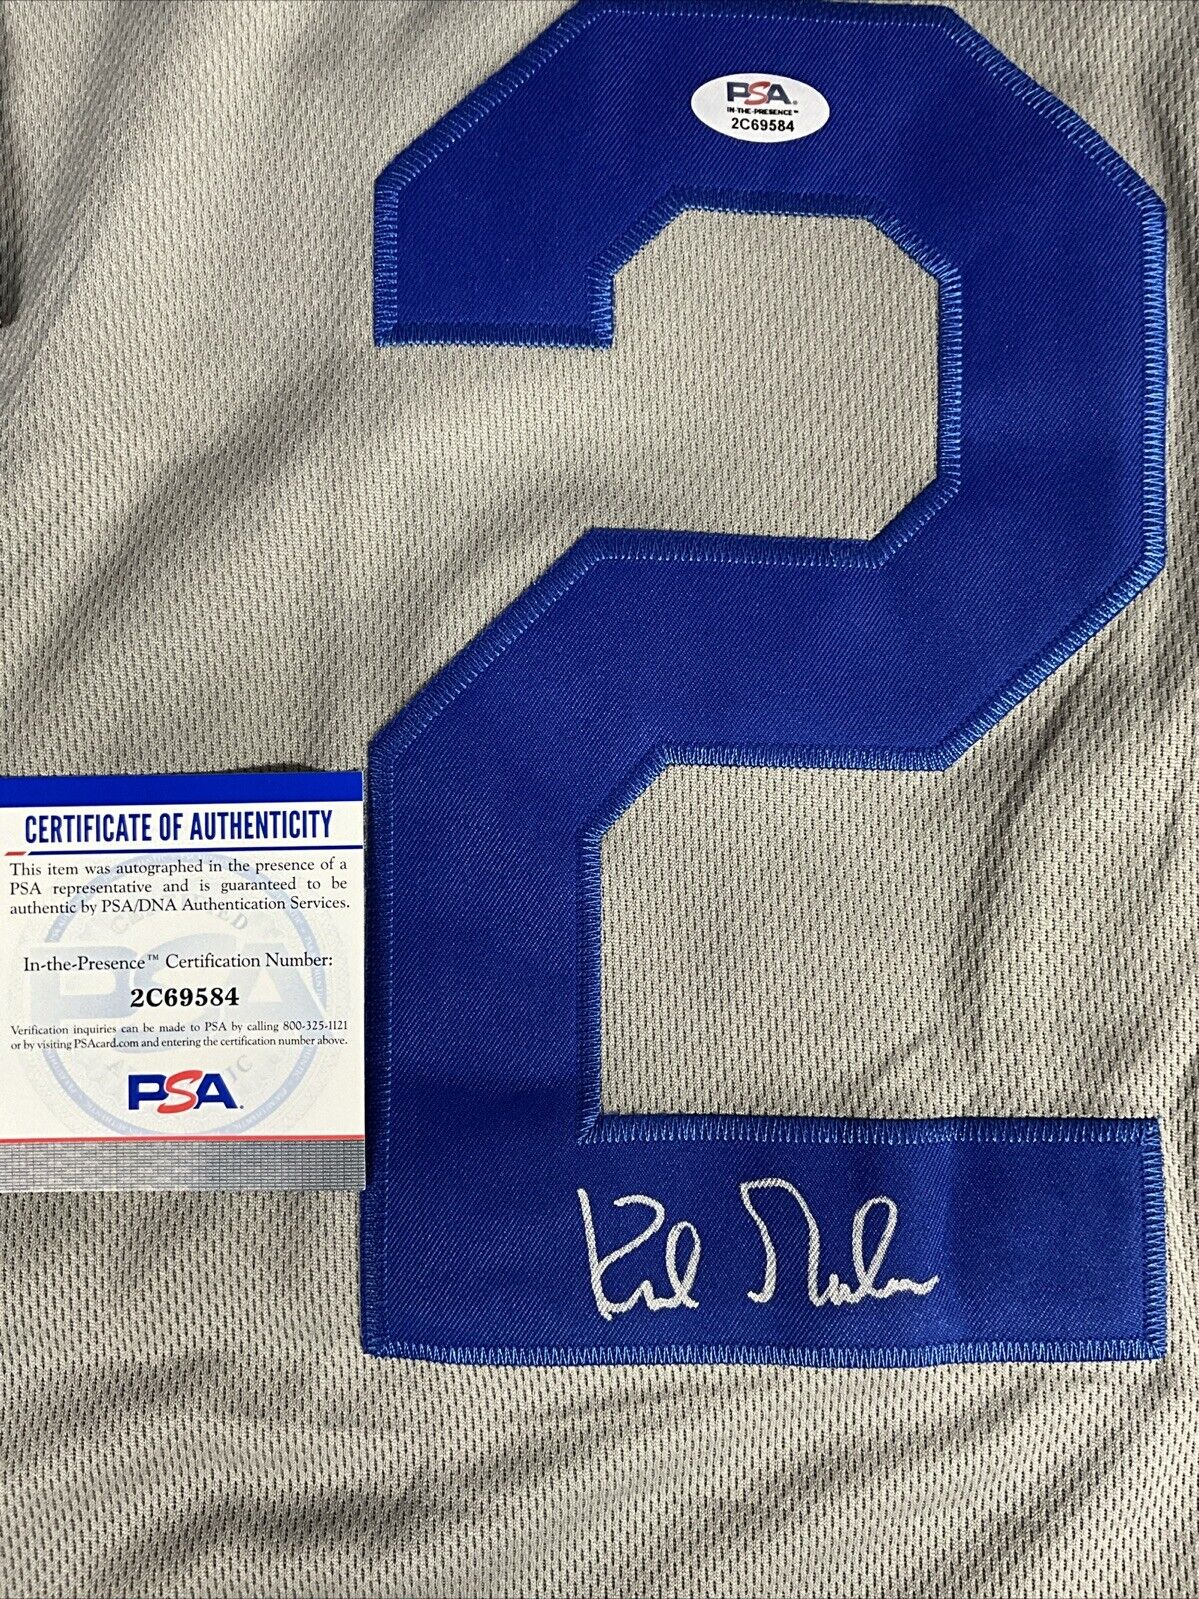 PSA
IN-THE-PRESENCE™
2C69584
2
CERTIFICATE OF AUTHENTICITY
This item was autographed in the presence of a
PSA representative and is guaranteed to be
authentic by PSA/DNA Authentication Services.
In-the-Presence™ Certification Number:
2C69584
Verification inquiries can be made to PSA by calling 800-325-1121
or by visiting PSAcard.com and entering the certification number above.
PSA